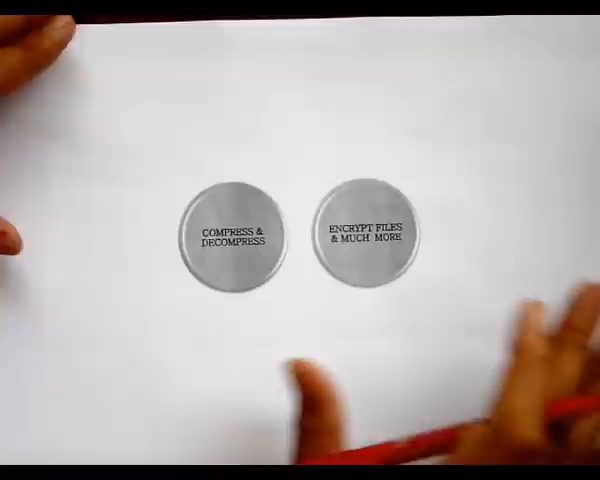 COMPRESS &
DECOMPRESS
ENCRYPT FILES
& MUCH MORE